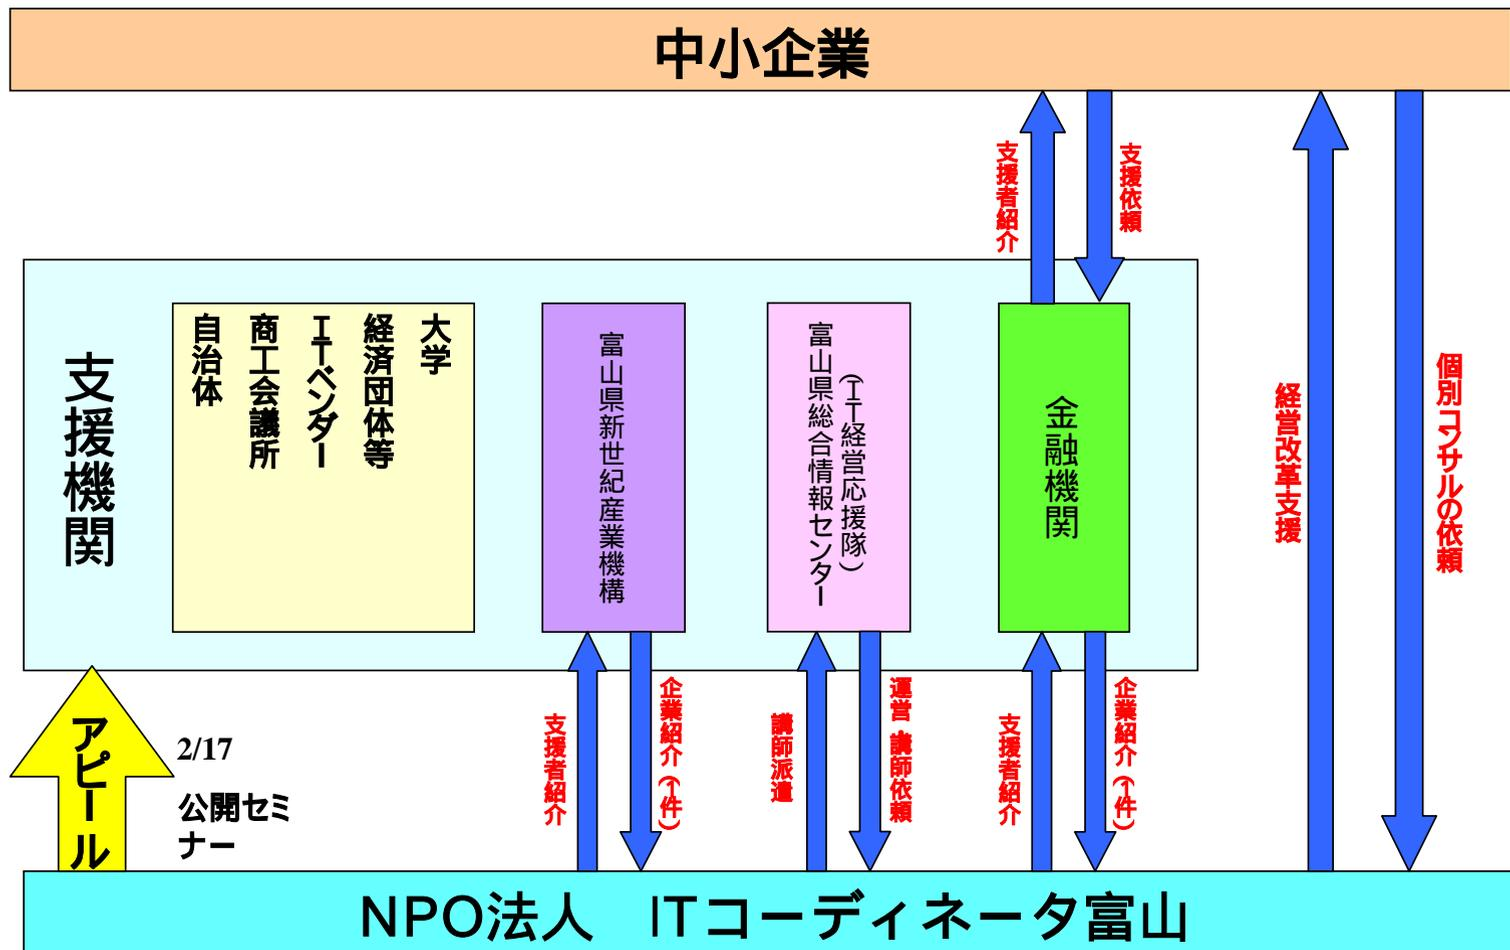 中小企業
支援者紹介
支援依頼
経営改革支援
個別コンサルの依頼
支援機関
自治体
商工会議所
ITベンダー
経済団体等
大学
富山県新世紀産業機構
富山県総合情報センター
(IT経営応援隊)
金融機関
アピール
2/17
公開セミ
ナー
支援者紹介
企業紹介(1件)
講師派遣
運営・講師依頼
支援者紹介
企業紹介(1件)
NPO法人 ITコーディネータ富山